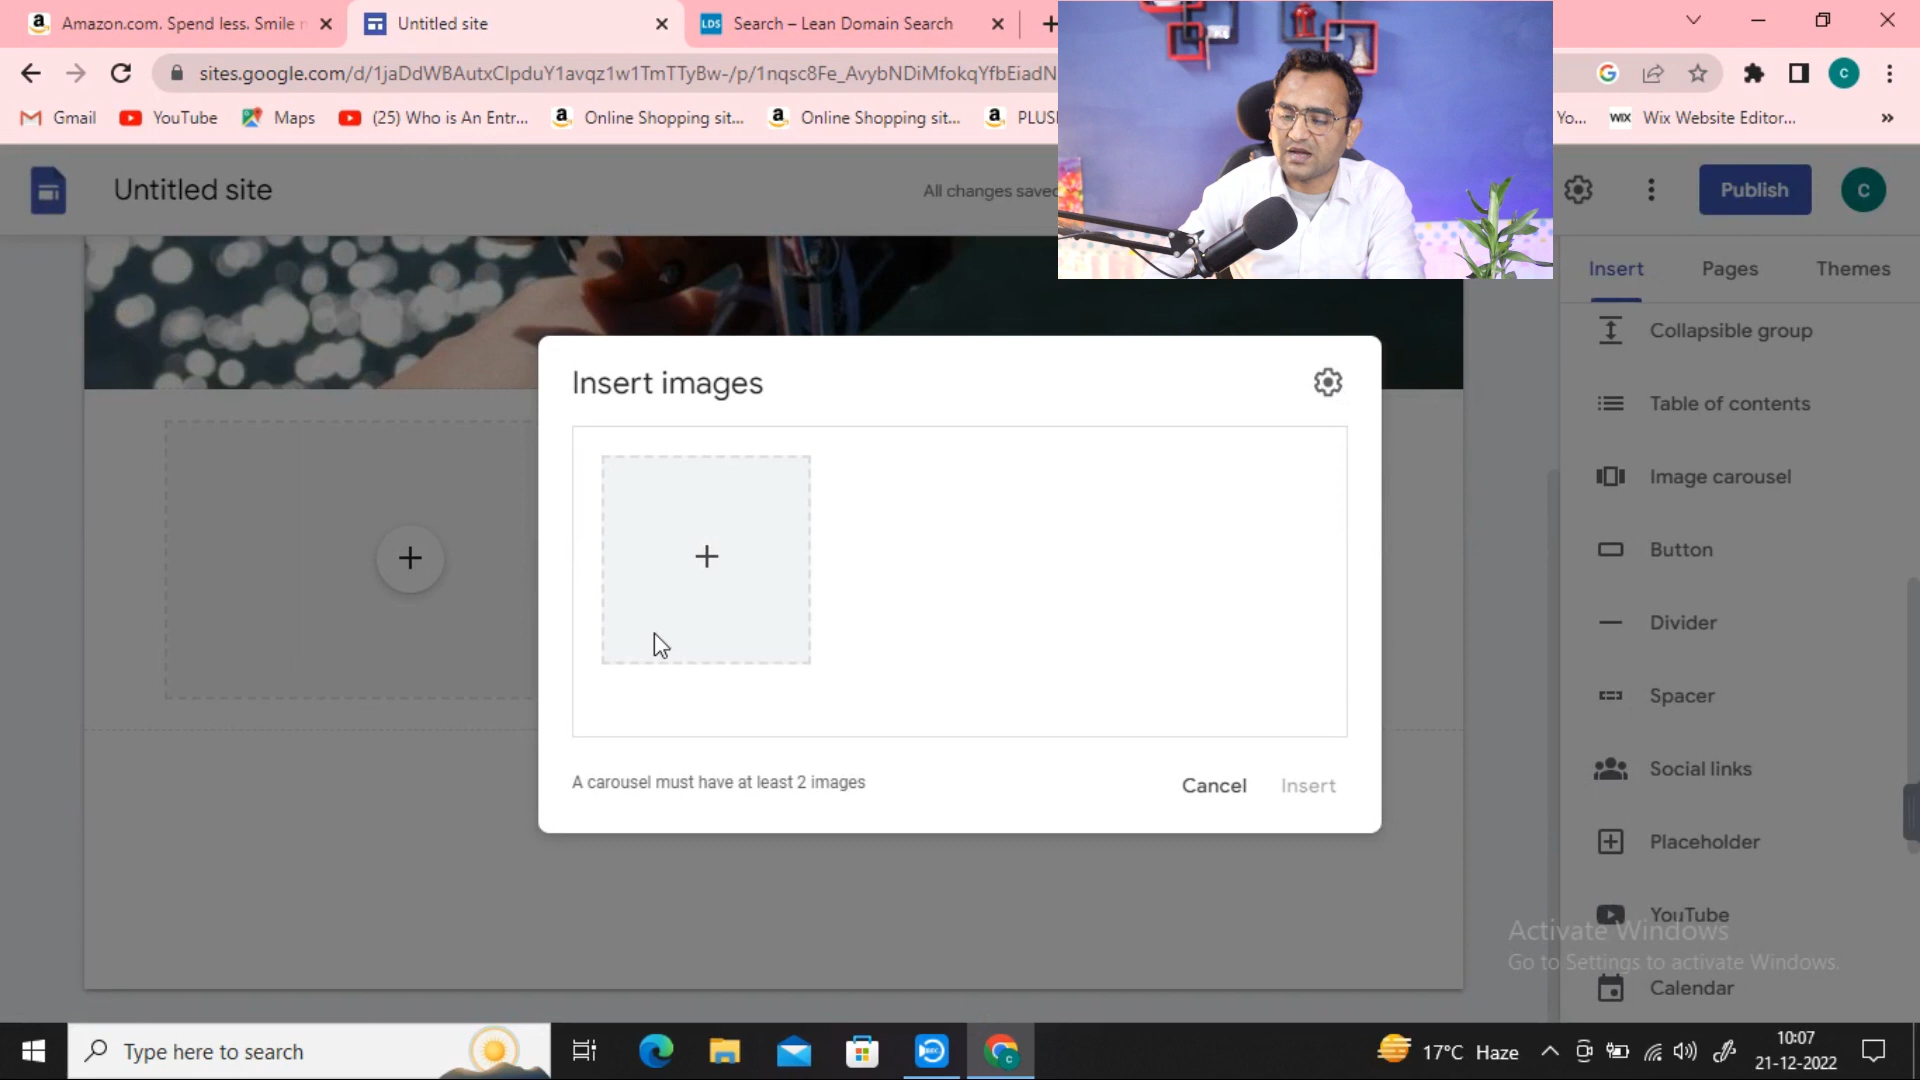 Amazon.com. Spend less. Smile
Untitled site
LDS Search – Lean Domain Search
sites.google.com/d/1jaDdWBAutxClpduY1avqz1w1TmTTyBw-/p/1nqsc8Fe_AvybNDiMfokqYfbEiadN
C
Gmail
YouTube
Maps
(25) Who is An Entr...
Online Shopping sit...
Online Shopping sit...
Yo...
WIX Wix Website Editor...
Untitled site
All changes saved
Publish
C
Insert Pages Themes
Collapsible group
Table of contents
Image carousel
Button
Divider
Spacer
Social links
Placeholder
YouTube
Calendar
Insert images
A carousel must have at least 2 images
Cancel Insert
Activate Windows
Go to Settings to activate Windows.
Type here to search
REC
17°C Haze
10:07
21-12-2022